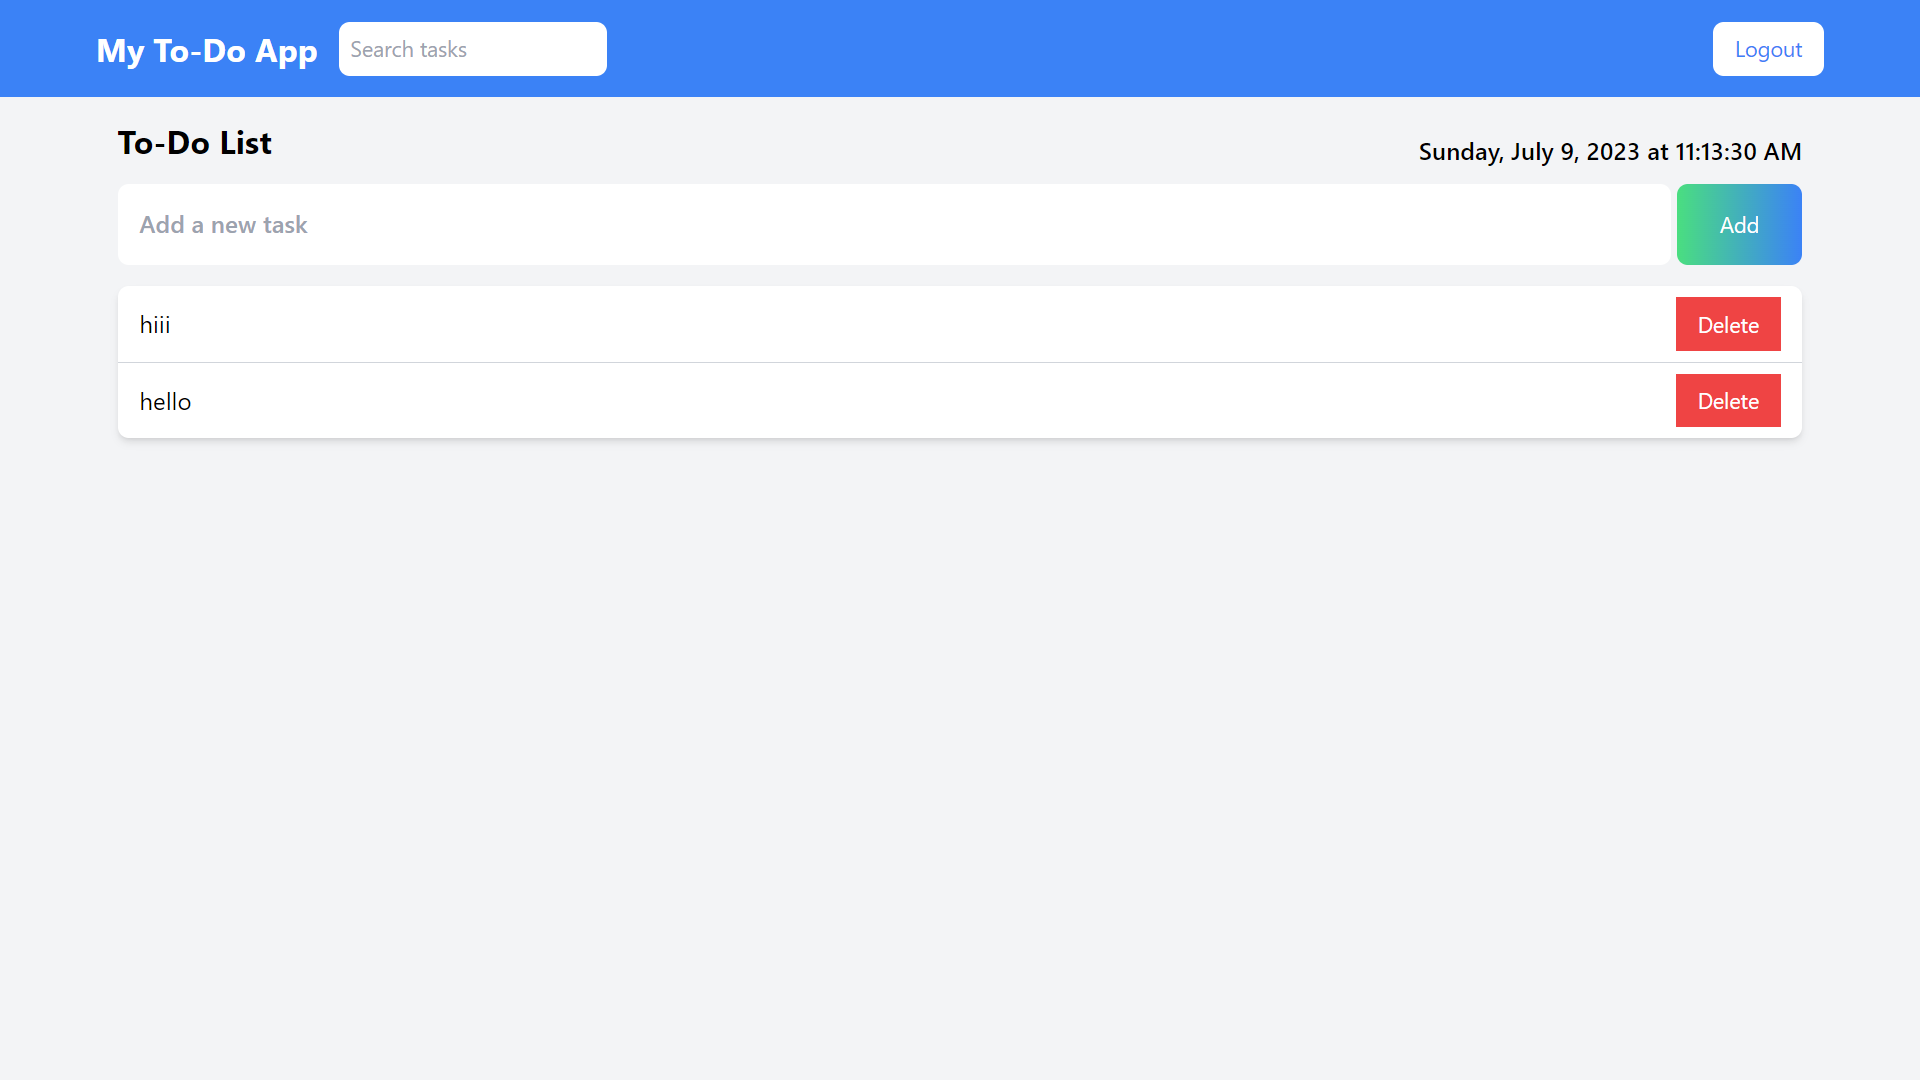 My To-Do App
Search tasks
Logout
To-Do List
Sunday, July 9, 2023 at 11:13:30 AM
Add a new task
Add
hiii
Delete
hello
Delete